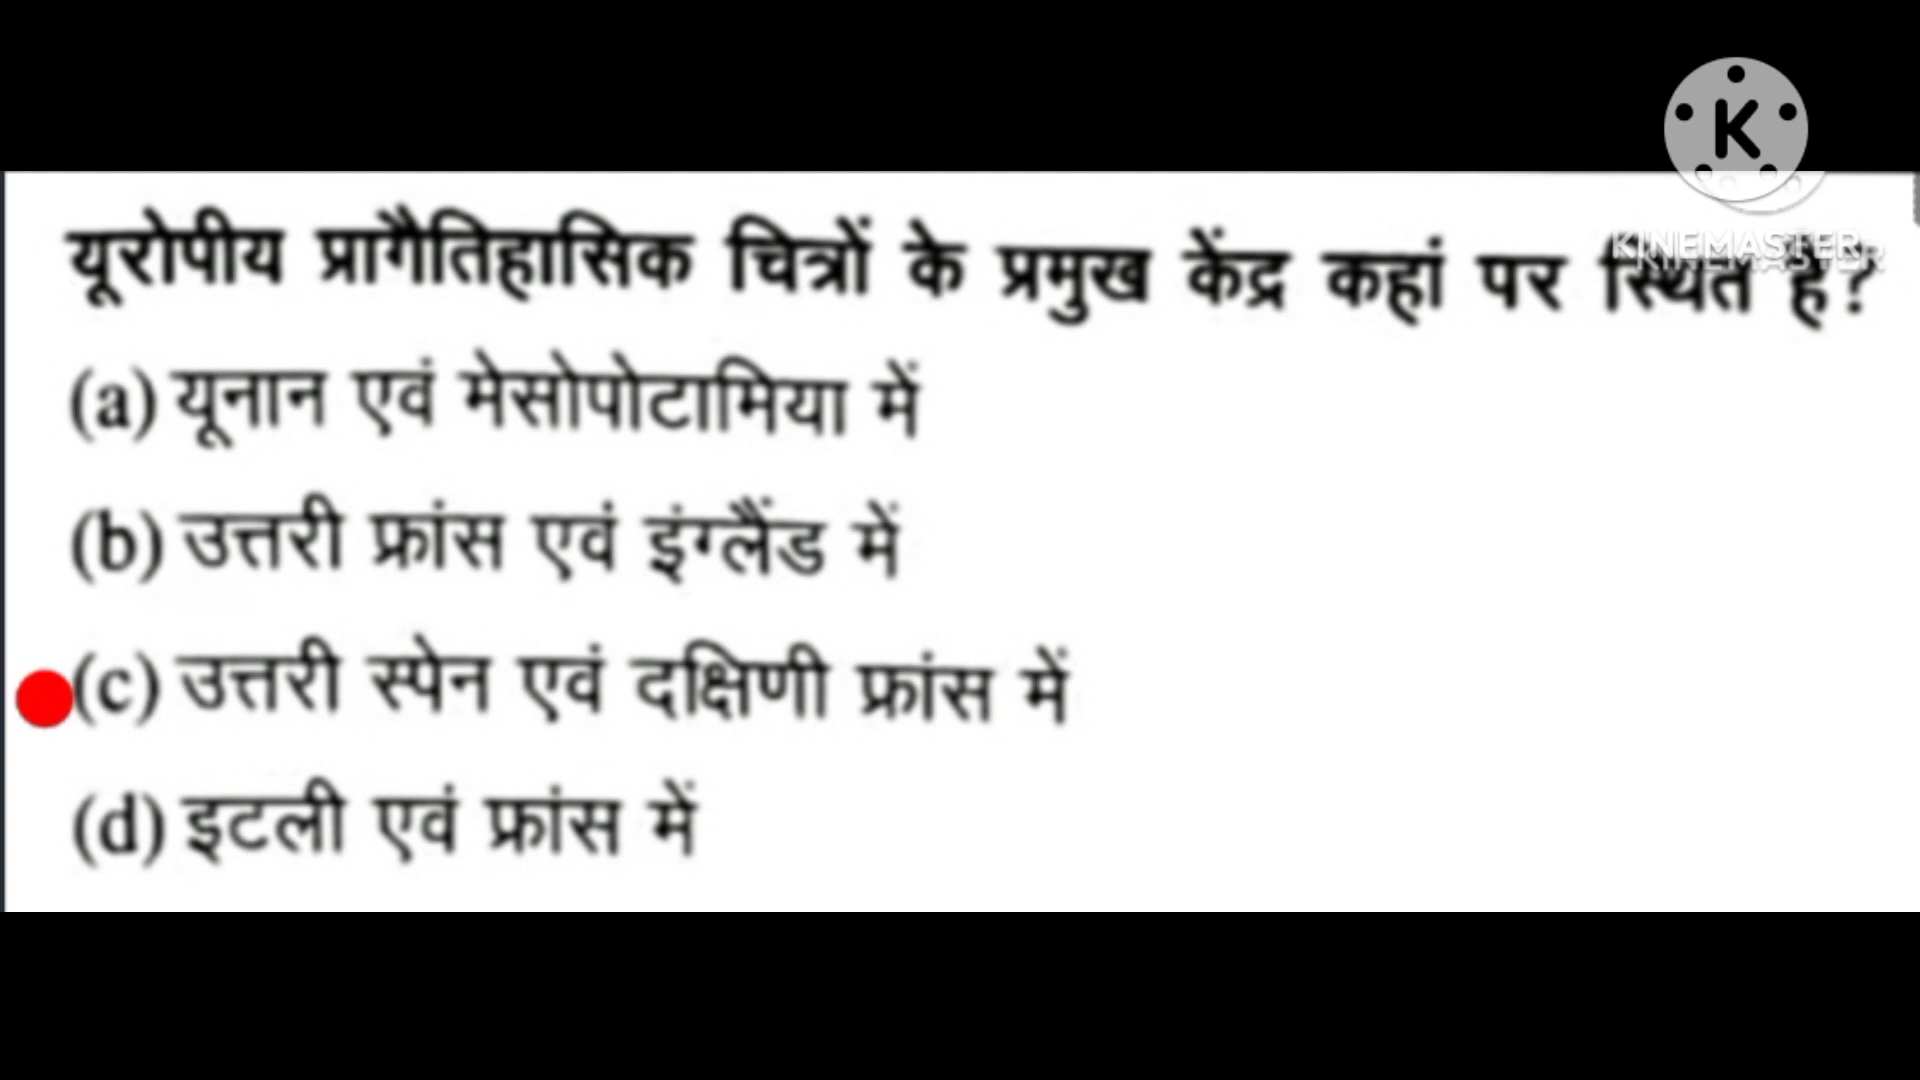 K
KINEMASTER
यूरोपीय प्रागैतिहासिक चित्रों के प्रमुख केंद्र कहां पर स्थित है?
(a) यूनान एवं मेसोपोटामिया में
(b) उत्तरी फ्रांस एवं इंग्लैंड में
(c) उत्तरी स्पेन एवं दक्षिणी फ्रांस में
(d) इटली एवं फ्रांस में